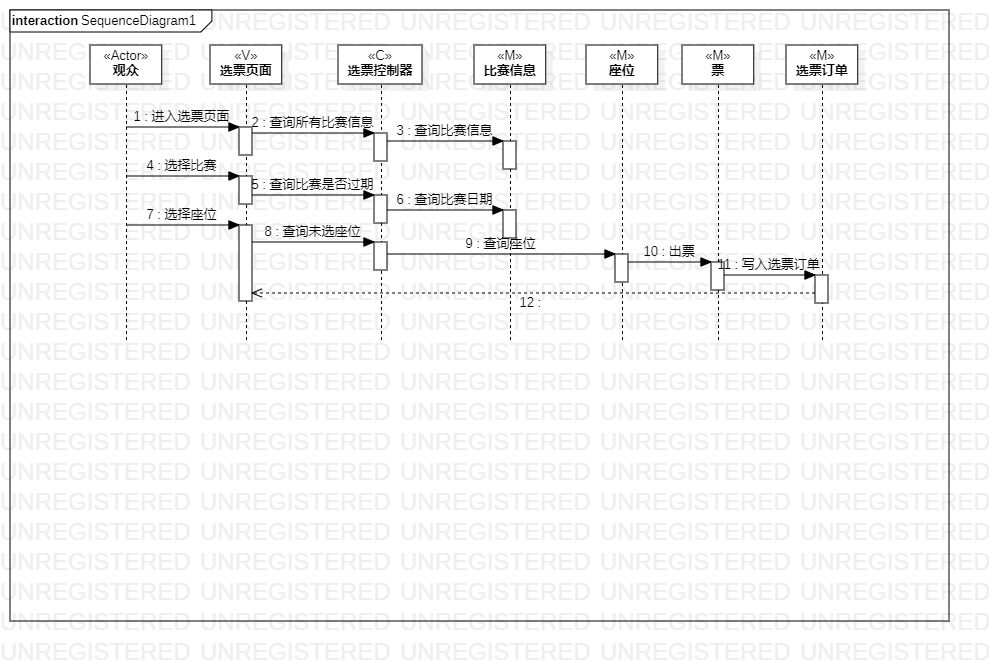 interaction SequenceDiagram1
«Actor»
观众
«V»
选票页面
«C»
选票控制器
«M»
比赛信息
«M»
座位
«M»
票
«M»
选票订单
1 : 进入选票页面
2 : 查询所有比赛信息
3 : 查询比赛信息
4 : 选择比赛
5 : 查询比赛是否过期
6 : 查询比赛日期
7 : 选择座位
8 : 查询未选座位
9 : 查询座位
10 : 出票
11 : 写入选票订单
12 :
UNREGISTERED